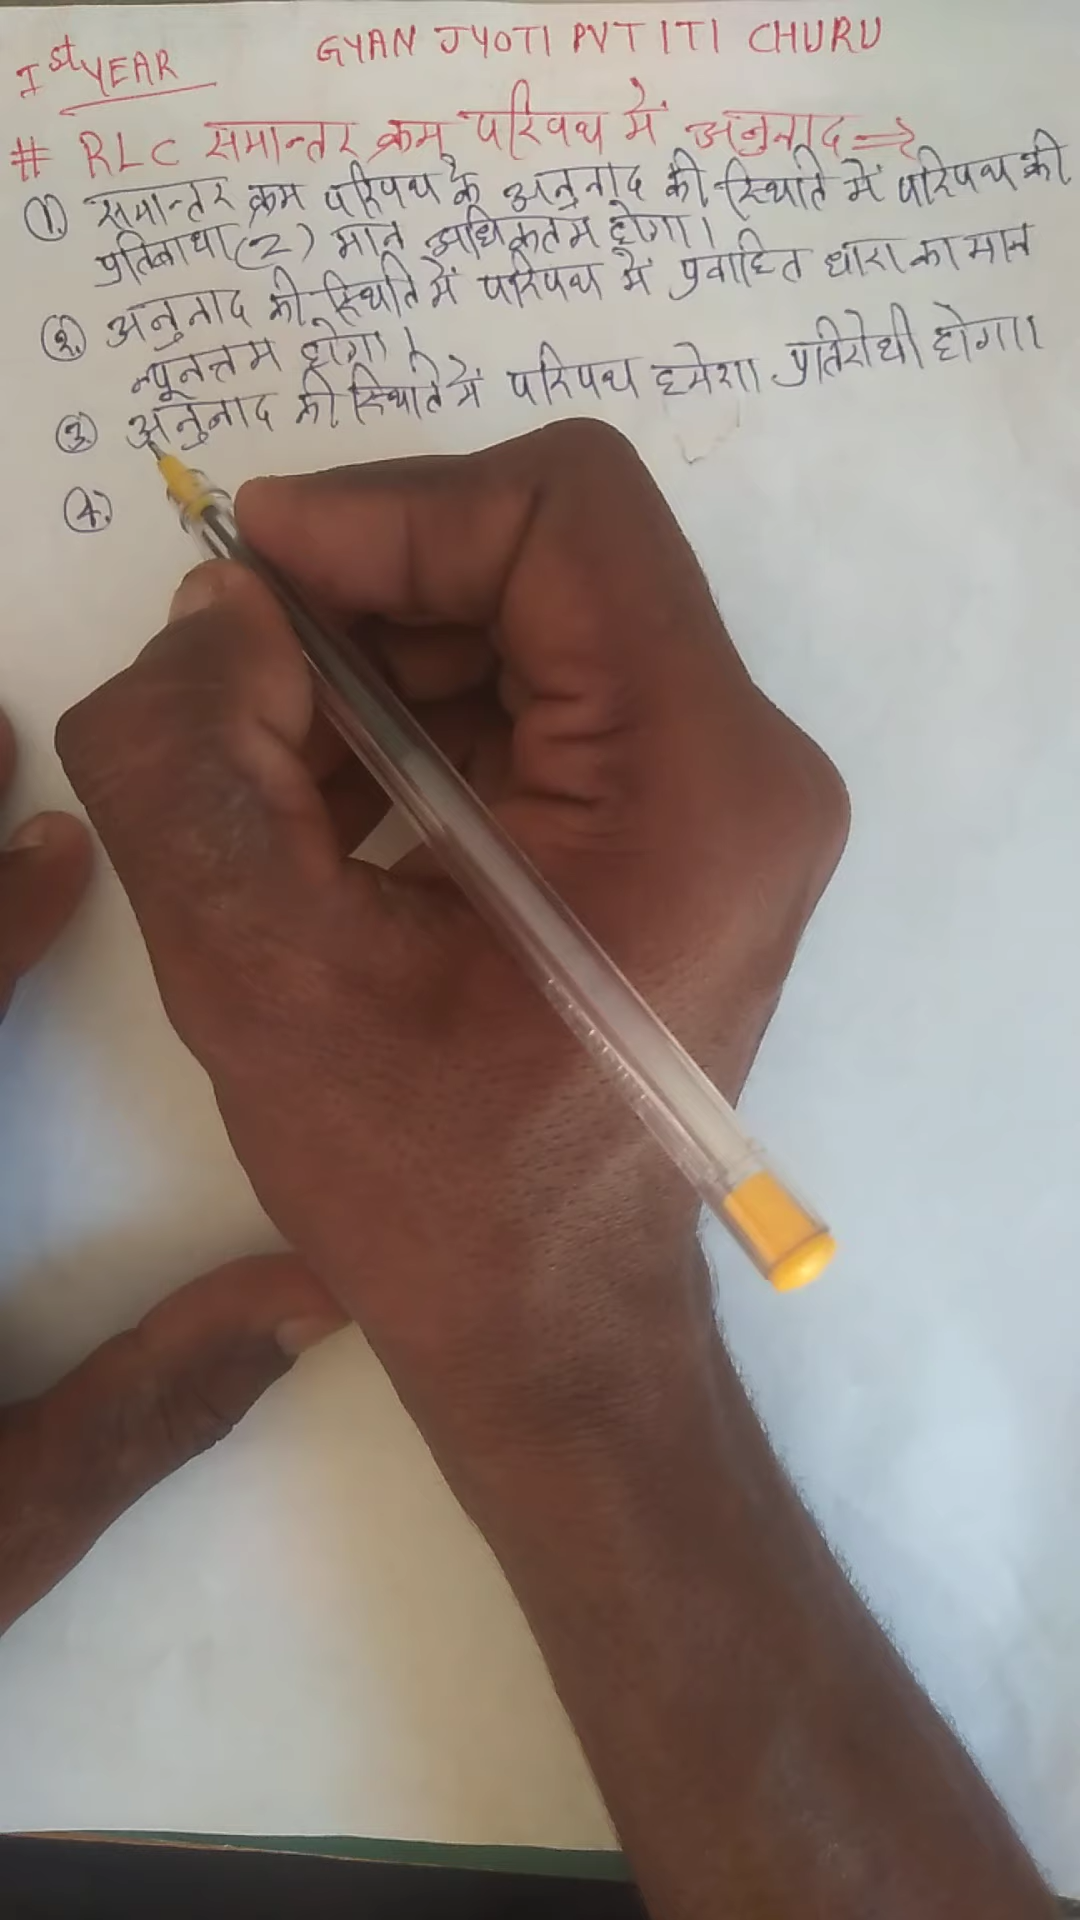 Ist YEAR
GYAN JYOTI PVT ITI CHURU
# RLC समान्तर क्रम परिपथ में अनुनाद ⇒
①. समान्तर क्रम परिपथ के अनुनाद की स्थिति में परिपथ की
प्रतिबाधा (Z) मान अधिकतम होगा।
②. अनुनाद की स्थिति में परिपथ में प्रवाहित धारा का मान
न्यूनतम होगा।
③. अनुनाद की स्थिति में परिपथ हमेशा प्रतिरोधी होगा।
④.